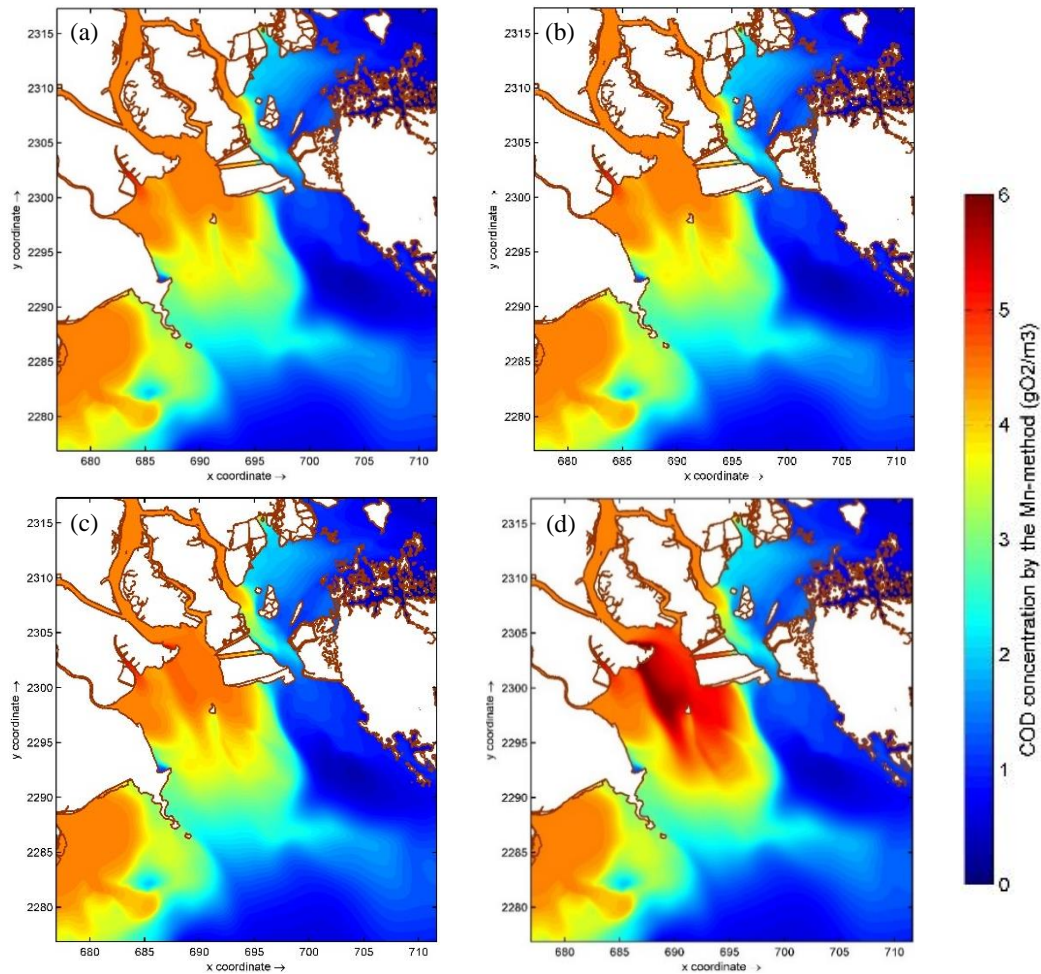 (a)
2315
2310
2305
2300
2295
2290
2285
2280
y coordinate →
680 685 690 695 700 705 710
x coordinate →
(b)
2315
2310
2305
2300
2295
2290
2285
2280
y coordinate →
680 685 690 695 700 705 710
x coordinate →
(c)
2315
2310
2305
2300
2295
2290
2285
2280
y coordinate →
680 685 690 695 700 705 710
x coordinate →
(d)
2315
2310
2305
2300
2295
2290
2285
2280
y coordinate →
680 685 690 695 700 705 710
x coordinate →
6
5
4
3
2
1
0
COD concentration by the Mn-method (gO2/m3)